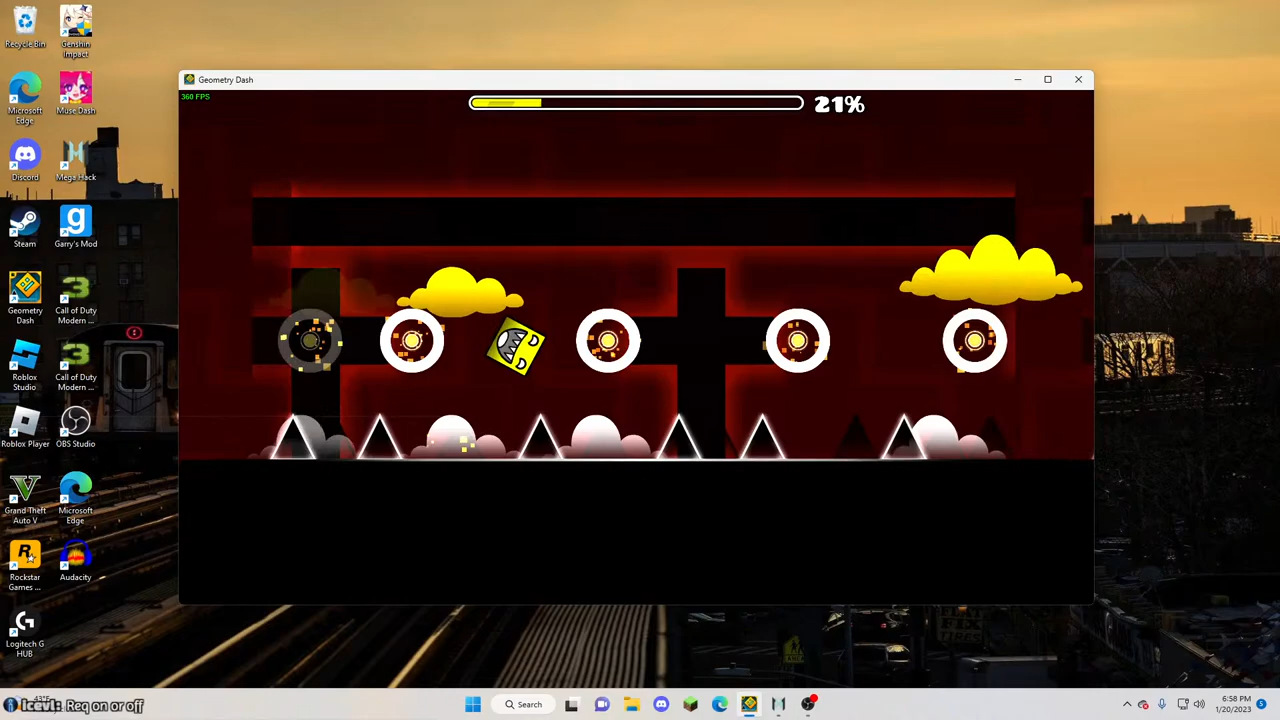 Recycle Bin
Genshin
Impact
Microsoft
Edge
Muse Dash
Discord
Mega Hack
Steam
Garry's Mod
Geometry
Dash
Call of Duty
Modern ...
Roblox
Studio
Call of Duty
Modern ...
Roblox Player
OBS Studio
Grand Theft
Auto V
Microsoft
Edge
Rockstar
Games ...
Audacity
Logitech G
HUB
Geometry Dash
360 FPS
21%
43°F
icevl: Req on or off
Search
6:58 PM
1/20/2023